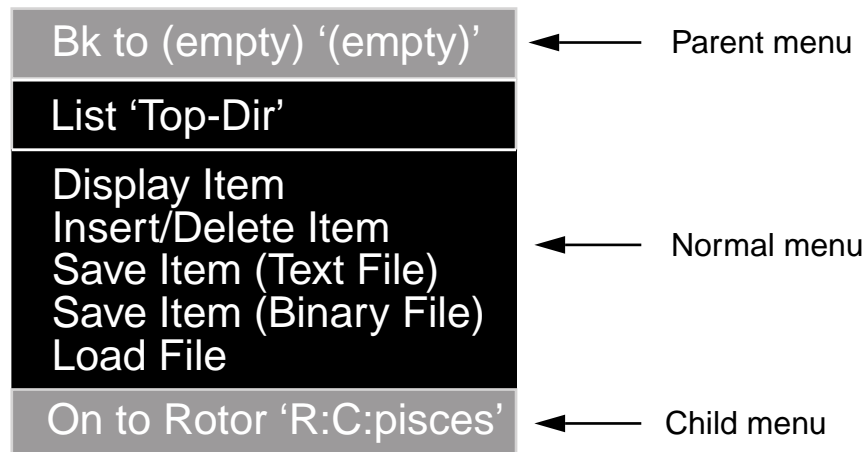 Bk to (empty) ‘(empty)’
Parent menu
List ‘Top-Dir’
Display Item
Insert/Delete Item
Save Item (Text File)
Normal menu
Save Item (Binary File)
Load File
On to Rotor ‘R:C:pisces’
Child menu